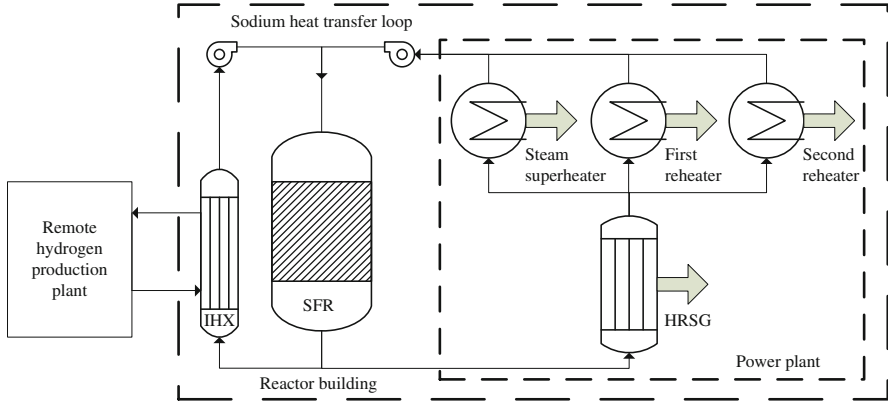 Sodium heat transfer loop
Steam
superheater
First
reheater
Second
reheater
Remote
hydrogen
production
plant
IHX
SFR
HRSG
Power plant
Reactor building